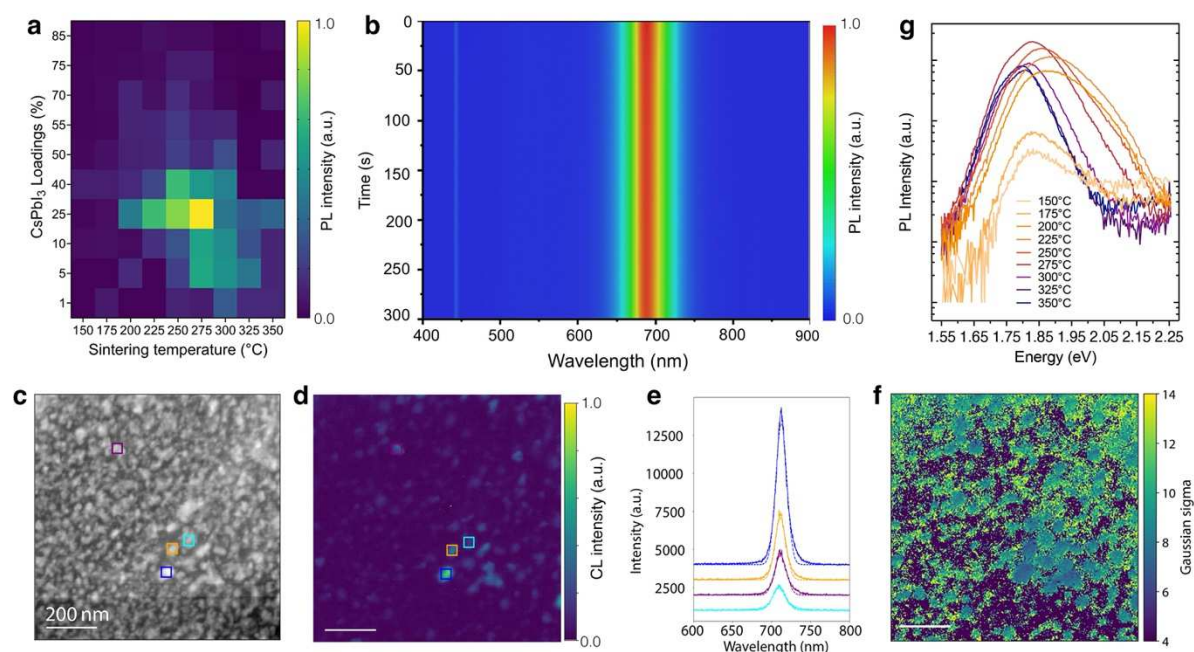 a
85
75
70
55
50
40
25
10
5
1
CsPbI3 Loadings (%)
150 200 225 250 275 300 350
Sintering temperature (°C)
1.0
0.0
PL intensity (a.u.)
b
0
50
100
150
200
250
300
Time (s)
400 500 600 700 800 900
Wavelength (nm)
1.0
0.0
PL intensity (a.u.)
g
PL Intensity (a.u.)
150°C
175°C
200°C
225°C
250°C
275°C
300°C
325°C
350°C
1.55 1.65 1.75 1.85 1.95 2.05 2.15 2.25
Energy (eV)
c
200 nm
d
1.0
0.0
CL intensity (a.u.)
e
12500
10000
7500
5000
2500
Intensity (a.u.)
600 650 700 750 800
Wavelength (nm)
f
14
12
10
8
6
4
Gaussian sigma